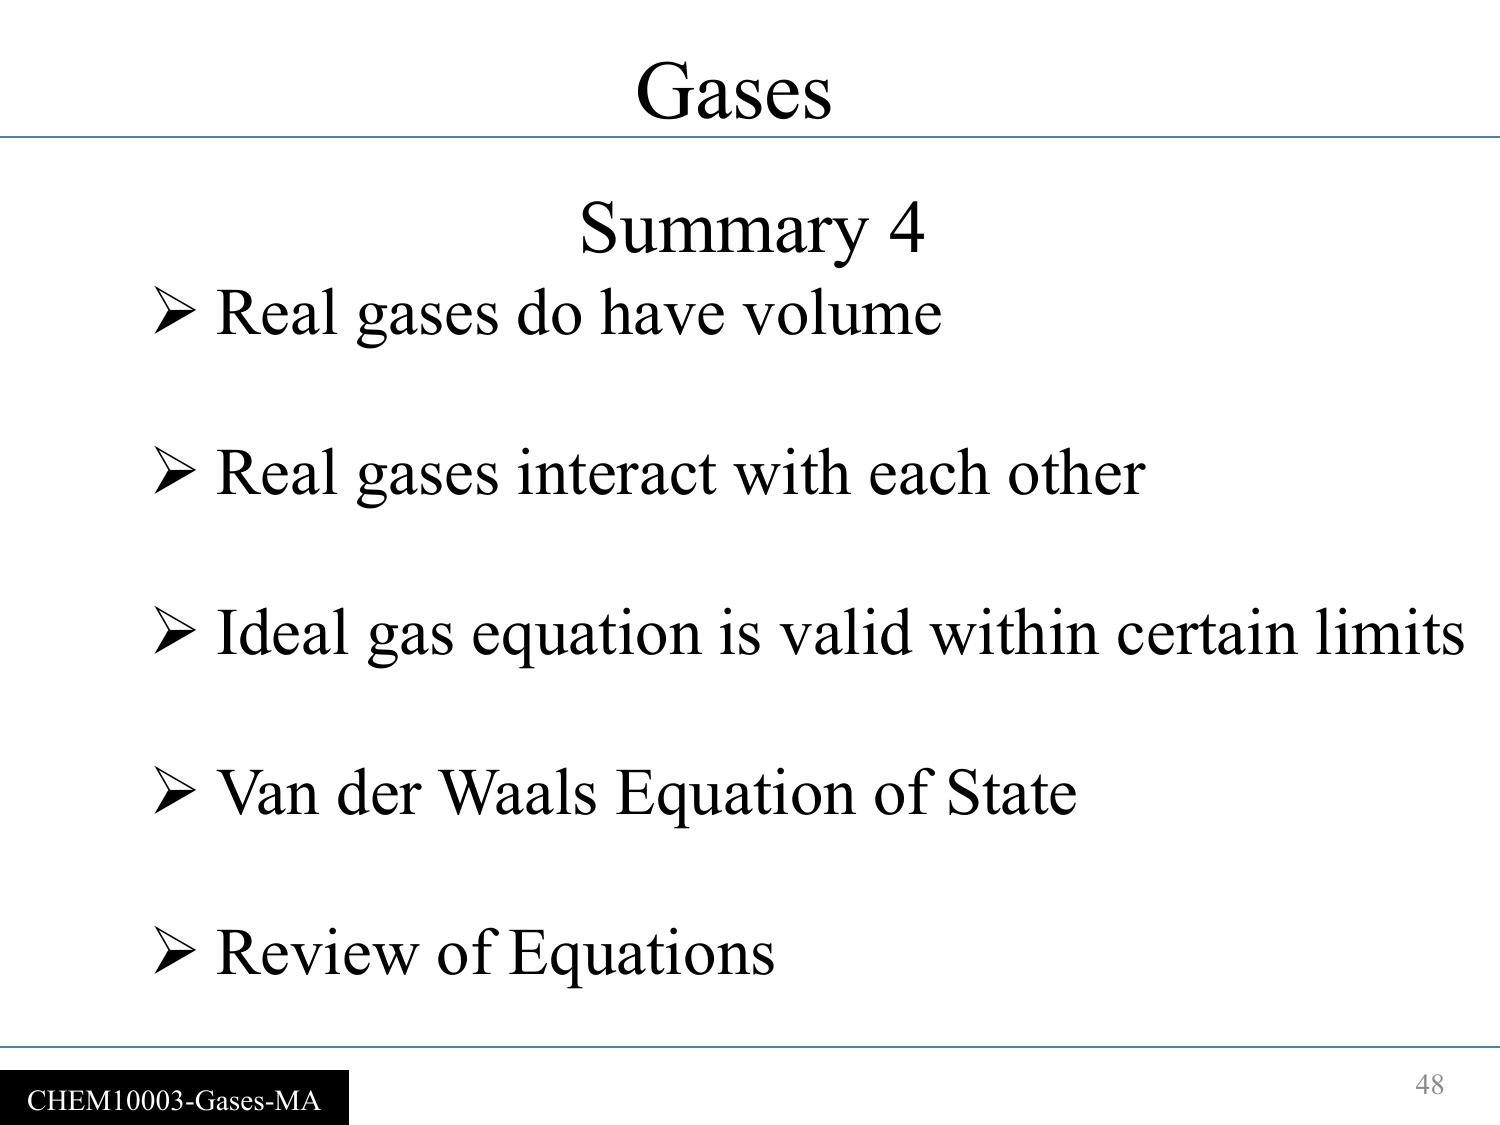 Gases
Summary 4
➢ Real gases do have volume
➢ Real gases interact with each other
➢ Ideal gas equation is valid within certain limits
➢ Van der Waals Equation of State
➢ Review of Equations
CHEM10003-Gases-MA
48